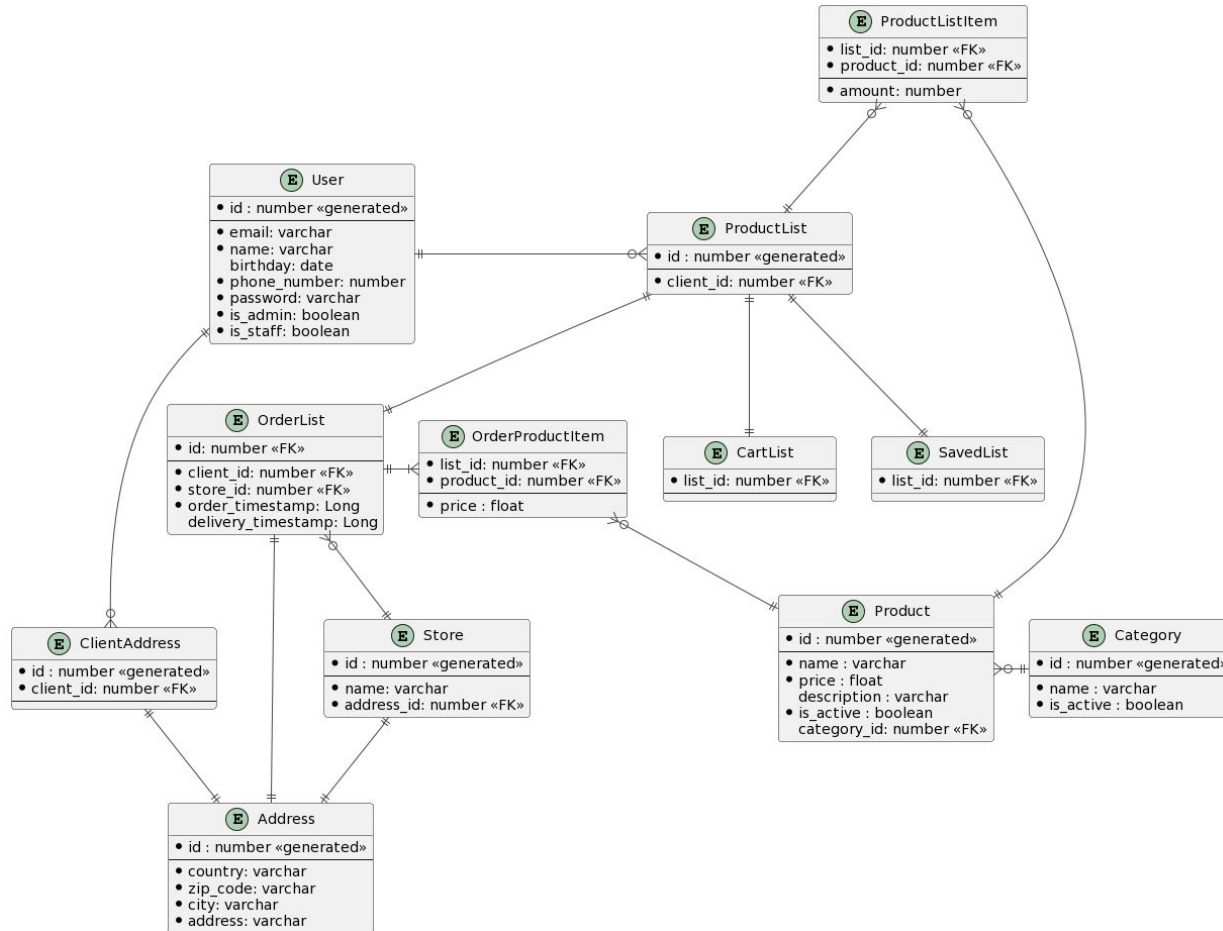 E ProductListItem
• list_id: number «FK»
• product_id: number «FK»
• amount: number
E User
• id : number «generated»
• email: varchar
• name: varchar
birthday: date
• phone_number: number
• password: varchar
• is_admin: boolean
• is_staff: boolean
E ProductList
• id : number «generated»
• client_id: number «FK»
E OrderList
• id: number «FK»
• client_id: number «FK»
• store_id: number «FK»
• order_timestamp: Long
delivery_timestamp: Long
E OrderProductItem
• list_id: number «FK»
• product_id: number «FK»
• price : float
E CartList
• list_id: number «FK»
E SavedList
• list_id: number «FK»
E ClientAddress
• id : number «generated»
• client_id: number «FK»
E Store
• id : number «generated»
• name: varchar
• address_id: number «FK»
E Product
• id : number «generated»
• name : varchar
• price : float
description : varchar
• is_active : boolean
category_id: number «FK»
E Category
• id : number «generated»
• name : varchar
• is_active : boolean
E Address
• id : number «generated»
• country: varchar
• zip_code: varchar
• city: varchar
• address: varchar